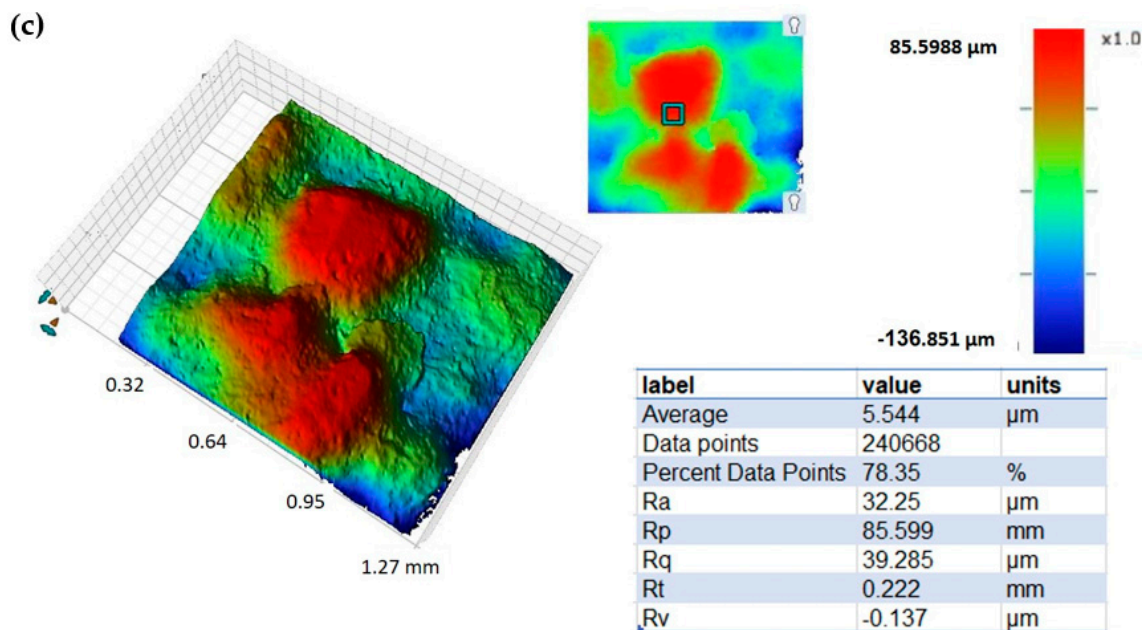 (c)
0.32
0.64
0.95
1.27 mm
85.5988 µm
x1.0
-136.851 µm
label value units
Average 5.544 µm
Data points 240668
Percent Data Points 78.35 %
Ra 32.25 µm
Rp 85.599 mm
Rq 39.285 µm
Rt 0.222 mm
Rv -0.137 µm